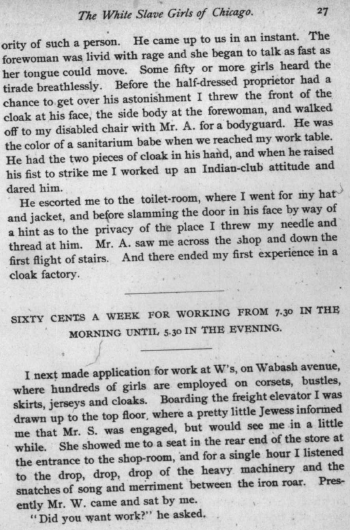 The While Slave Girls of Chicago. 27
ority of such a person. He came up to us in an instant. The
forewoman was livid with rage and she began to talk as fast as
her tongue could move. Some fifty or more girls heard the
tirade breathlessly. Before the half-dressed proprietor had a
chance to get over his astonishment I threw the front of the
cloak at his face, the side body at the forewoman, and walked
off to my disabled chair with Mr. A. for a bodyguard. He was
the color of a sanitarium babe when we reached my work table.
He had the two pieces of cloak in his hand, and when he raised
his fist to strike me I worked up an Indian-club attitude and
dared him.
He escorted me to the toilet-room, where I went for my hat
and jacket, and before slamming the door in his face by way of
a hint as to the privacy of the place I threw my needle and
thread at him. Mr. A. saw me across the shop and down the
first flight of stairs. And there ended my first experience in a
cloak factory.
SIXTY CENTS A WEEK FOR WORKING FROM 7.30 IN THE
MORNING UNTIL 5.30 IN THE EVENING.
I next made application for work at W's, on Wabash avenue,
where hundreds of girls are employed on corsets, bustles,
skirts, jerseys and cloaks. Boarding the freight elevator I was
drawn up to the top floor, where a pretty little Jewess informed
me that Mr. S. was engaged, but would see me in a little
while. She showed me to a seat in the rear end of the store at
the entrance to the shop-room, and for a single hour I listened
to the drop, drop, drop of the heavy machinery and the
snatches of song and merriment between the iron roar. Pres-
ently Mr. W. came and sat by me.
"Did you want work?" he asked.